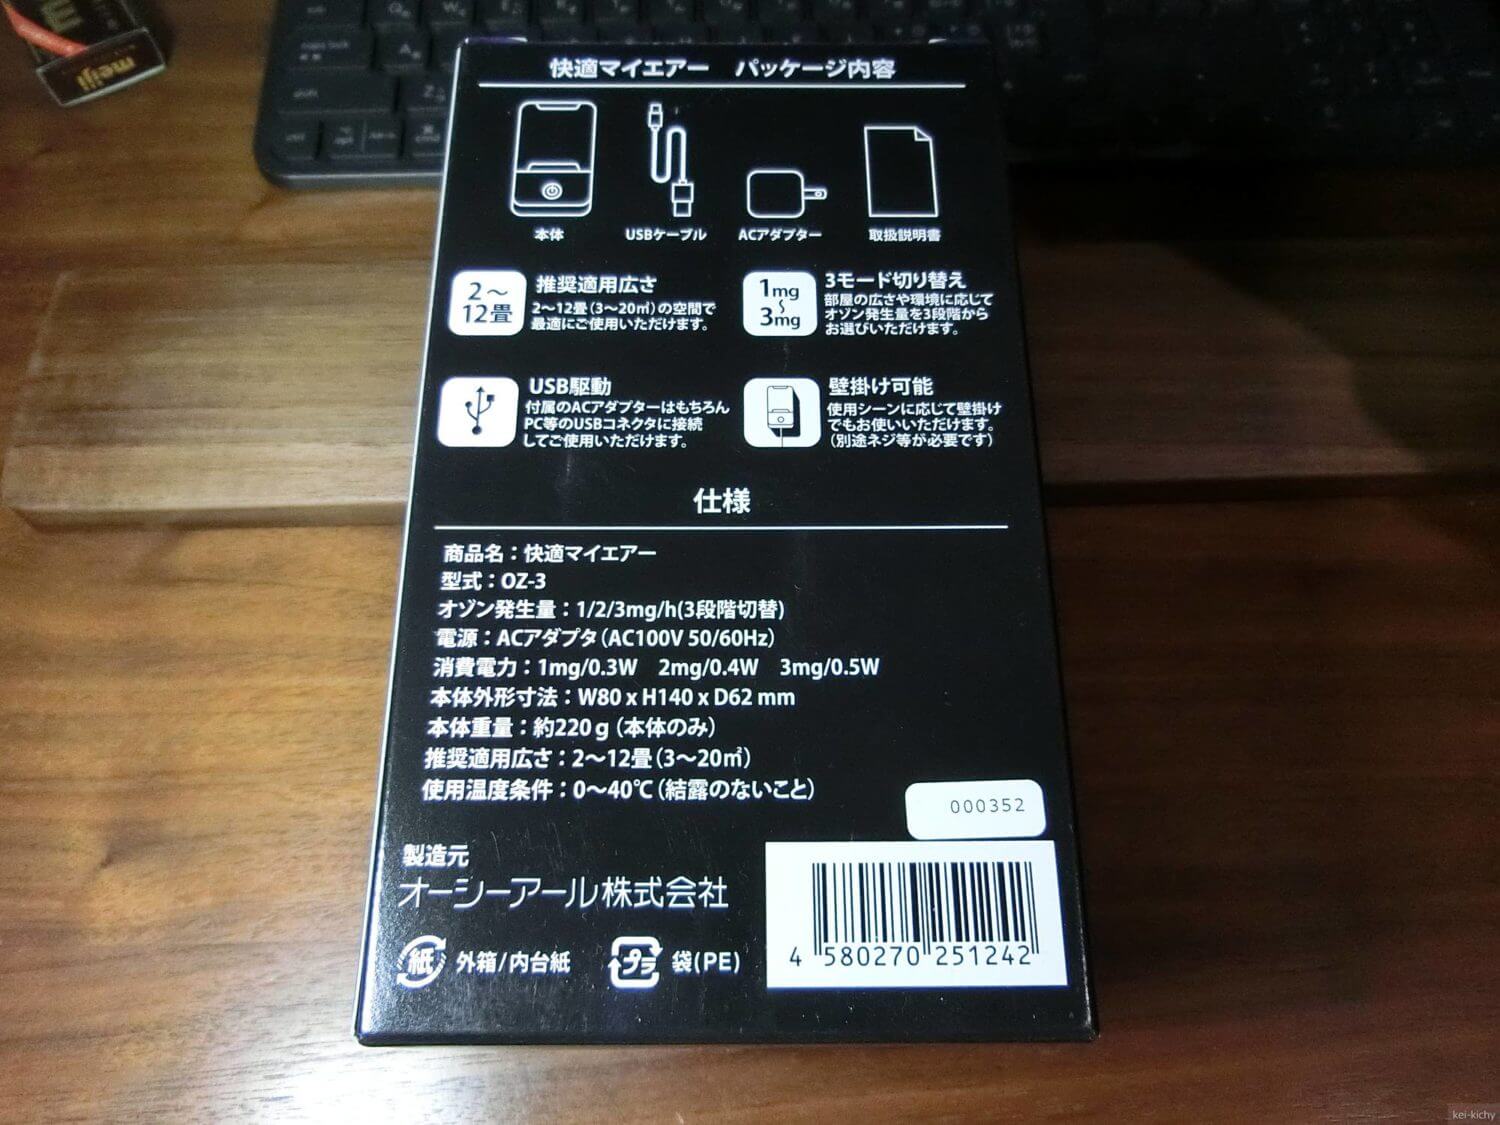 meiji
快適マイエアー　パッケージ内容
本体
USBケーブル
ACアダプター
取扱説明書
2〜
12畳
推奨適用広さ
2〜12畳（3〜20㎡）の空間で
最適にご使用いただけます。
1mg
〜
3mg
3モード切り替え
部屋の広さや環境に応じて
オゾン発生量を3段階から
お選びいただけます。
USB駆動
付属のACアダプターはもちろん
PC等のUSBコネクタに接続
してご使用いただけます。
壁掛け可能
使用シーンに応じて壁掛け
でもお使いいただけます。
（別途ネジ等が必要です）
仕様
商品名：快適マイエアー
型式：OZ-3
オゾン発生量：1/2/3mg/h(3段階切替)
電源：ACアダプタ（AC100V 50/60Hz）
消費電力：1mg/0.3W　2mg/0.4W　3mg/0.5W
本体外形寸法：W80 x H140 x D62 mm
本体重量：約220g（本体のみ）
推奨適用広さ：2〜12畳（3〜20㎡）
使用温度条件：0〜40℃（結露のないこと）
000352
製造元
オーシーアール株式会社
紙 外箱/内台紙
プラ 袋(PE)
4 580270 251242
kei-kichy